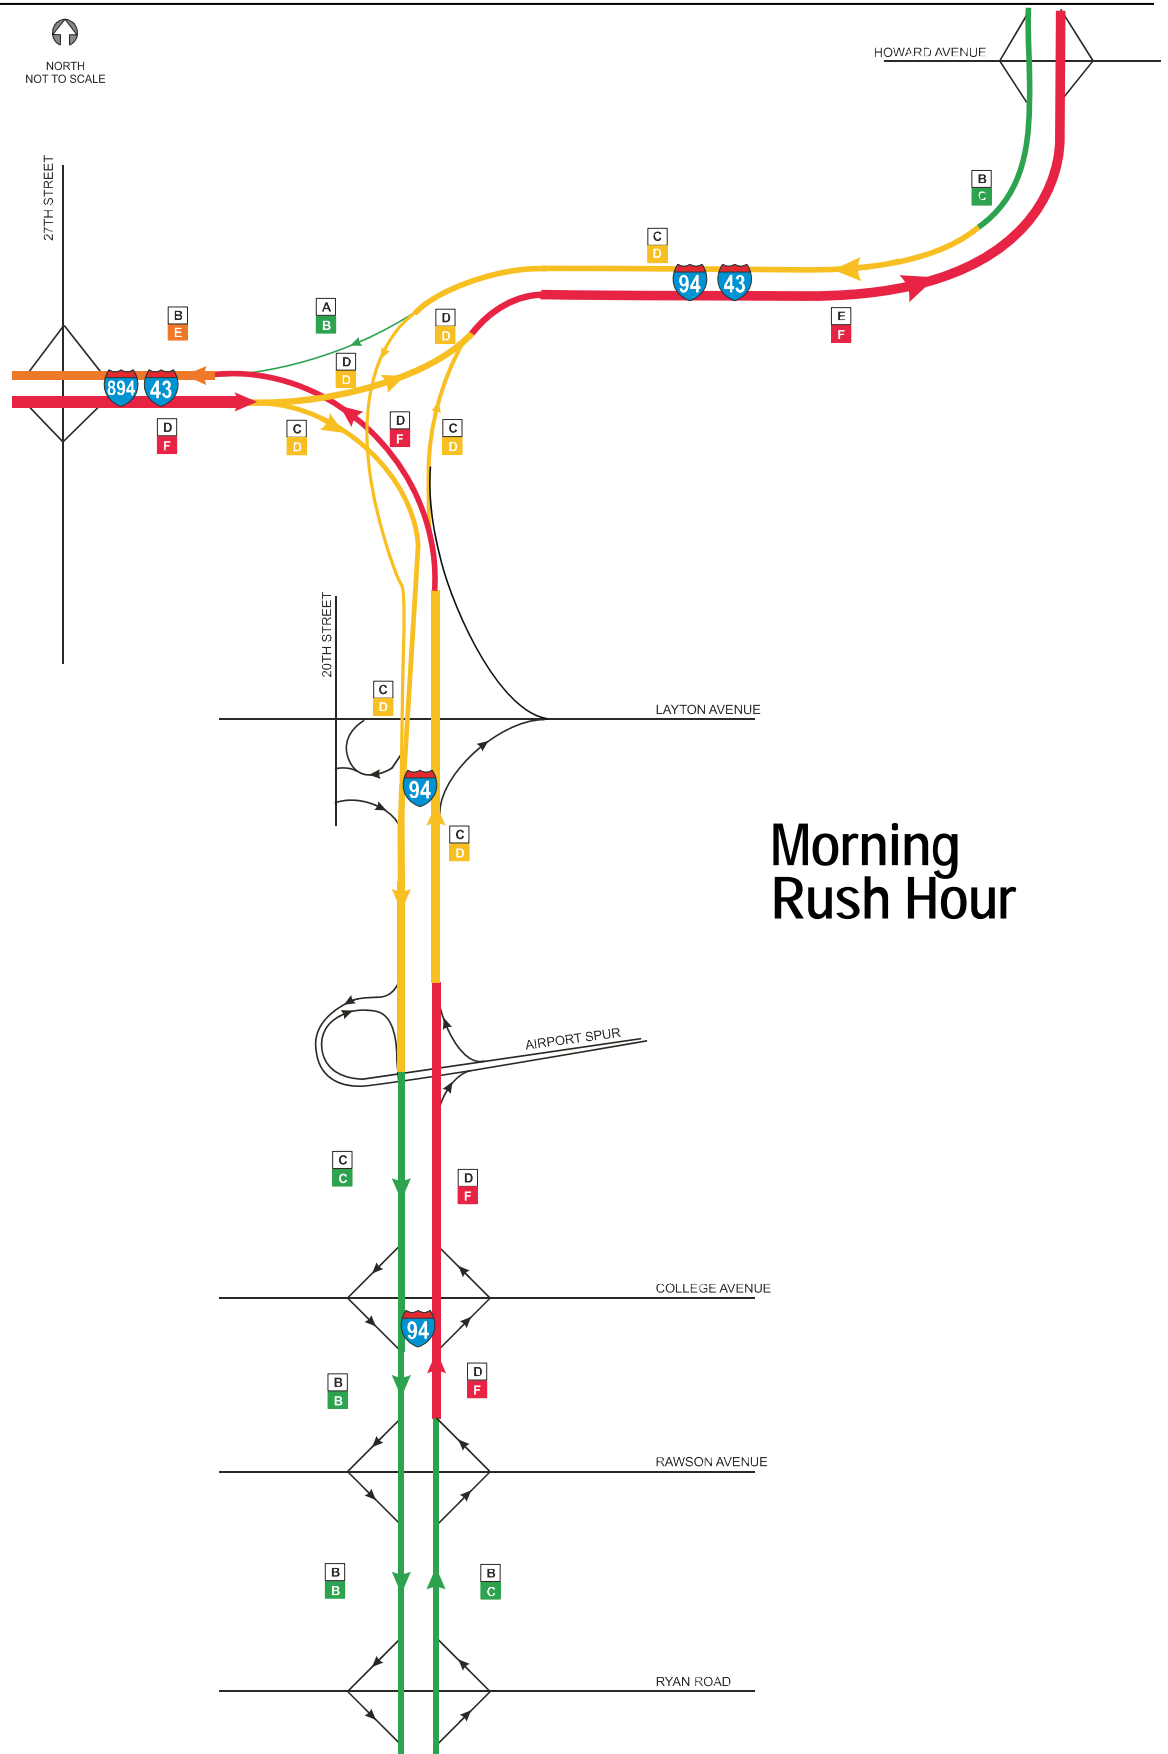 NORTH
NOT TO SCALE
HOWARD AVENUE
27TH STREET
B
C
C
D
94
43
A
B
D
D
B
E
E
F
D
D
894
43
D
F
C
D
D
F
C
D
20TH STREET
C
D
LAYTON AVENUE
94
C
D
Morning
Rush Hour
AIRPORT SPUR
C
C
D
F
COLLEGE AVENUE
94
B
B
D
F
RAWSON AVENUE
B
B
B
C
RYAN ROAD